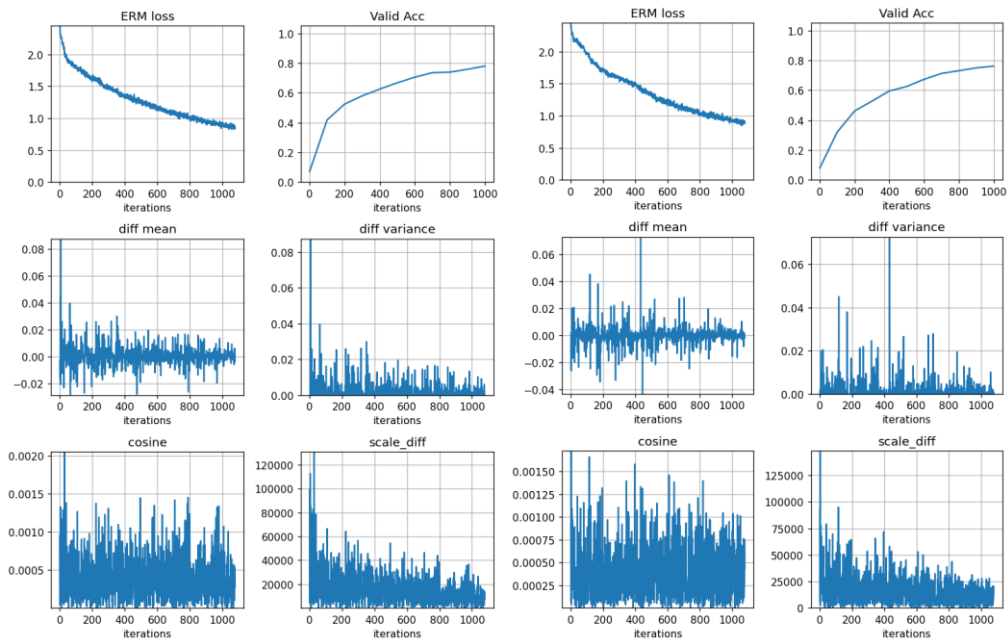 ERM loss
2.0
1.5
1.0
0.5
0.0
0 200 400 600 800 1000
iterations
Valid Acc
1.0
0.8
0.6
0.4
0.2
0.0
0 200 400 600 800 1000
iterations
ERM loss
2.0
1.5
1.0
0.5
0.0
0 200 400 600 800 1000
iterations
Valid Acc
1.0
0.8
0.6
0.4
0.2
0.0
0 200 400 600 800 1000
iterations
diff mean
0.08
0.06
0.04
0.02
0.00
−0.02
0 200 400 600 800 1000
diff variance
0.08
0.06
0.04
0.02
0.00
0 200 400 600 800 1000
diff mean
0.06
0.04
0.02
0.00
−0.02
−0.04
0 200 400 600 800 1000
diff variance
0.06
0.04
0.02
0.00
0 200 400 600 800 1000
cosine
0.0020
0.0015
0.0010
0.0005
0 200 400 600 800 1000
iterations
scale_diff
120000
100000
80000
60000
40000
20000
0 200 400 600 800 1000
iterations
cosine
0.00150
0.00125
0.00100
0.00075
0.00050
0.00025
0 200 400 600 800 1000
iterations
scale_diff
125000
100000
75000
50000
25000
0
0 200 400 600 800 1000
iterations